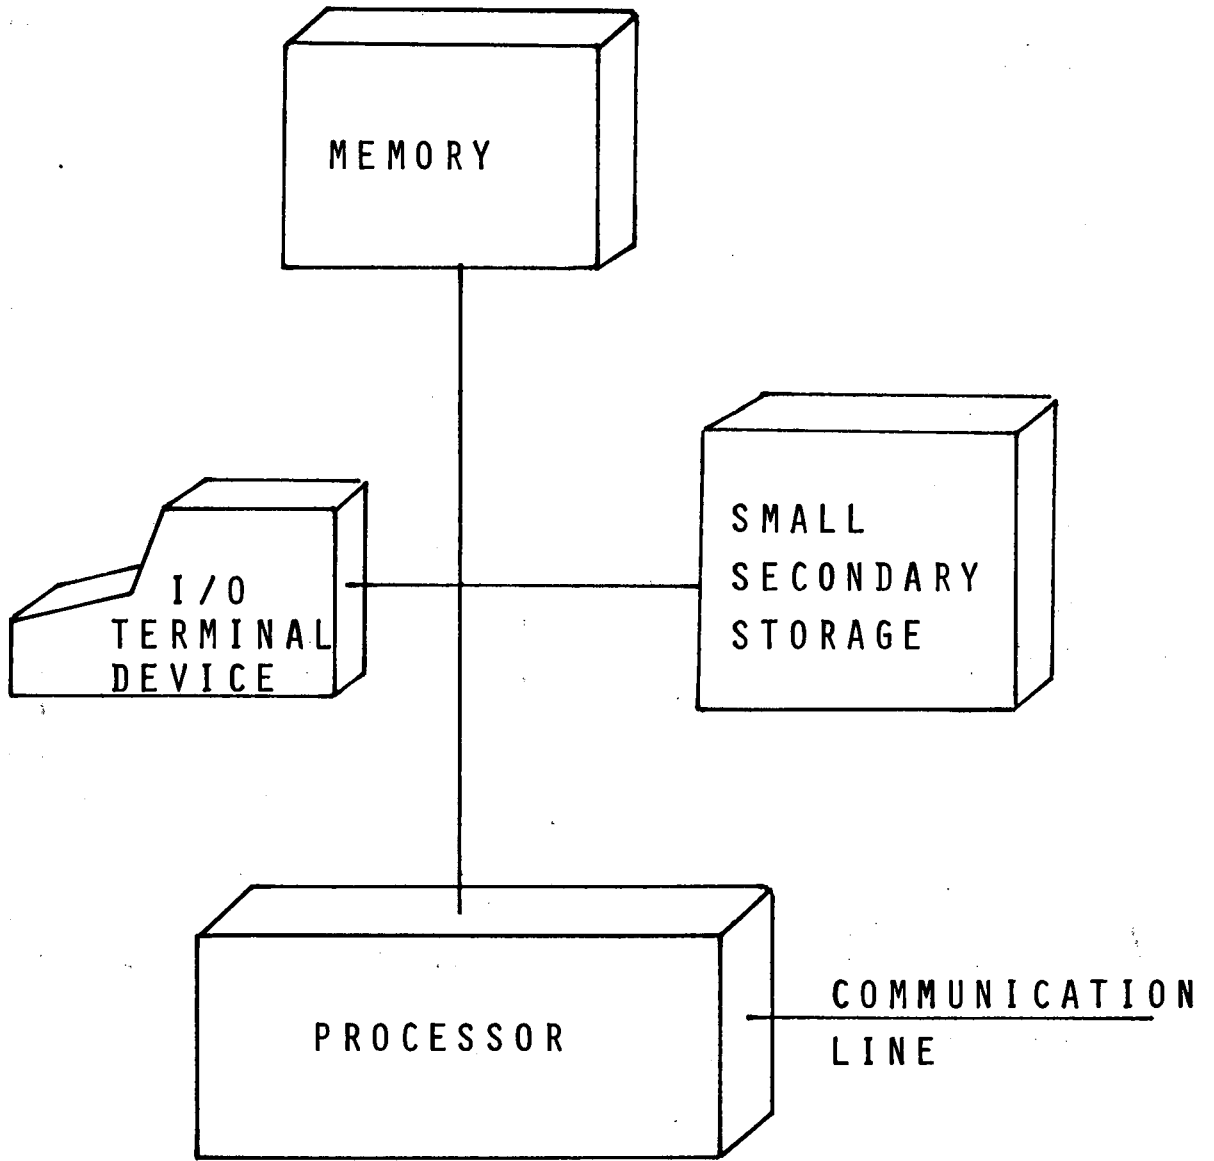 MEMORY
SMALL
SECONDARY
STORAGE
I/O
TERMINAL
DEVICE
PROCESSOR
COMMUNICATION
LINE